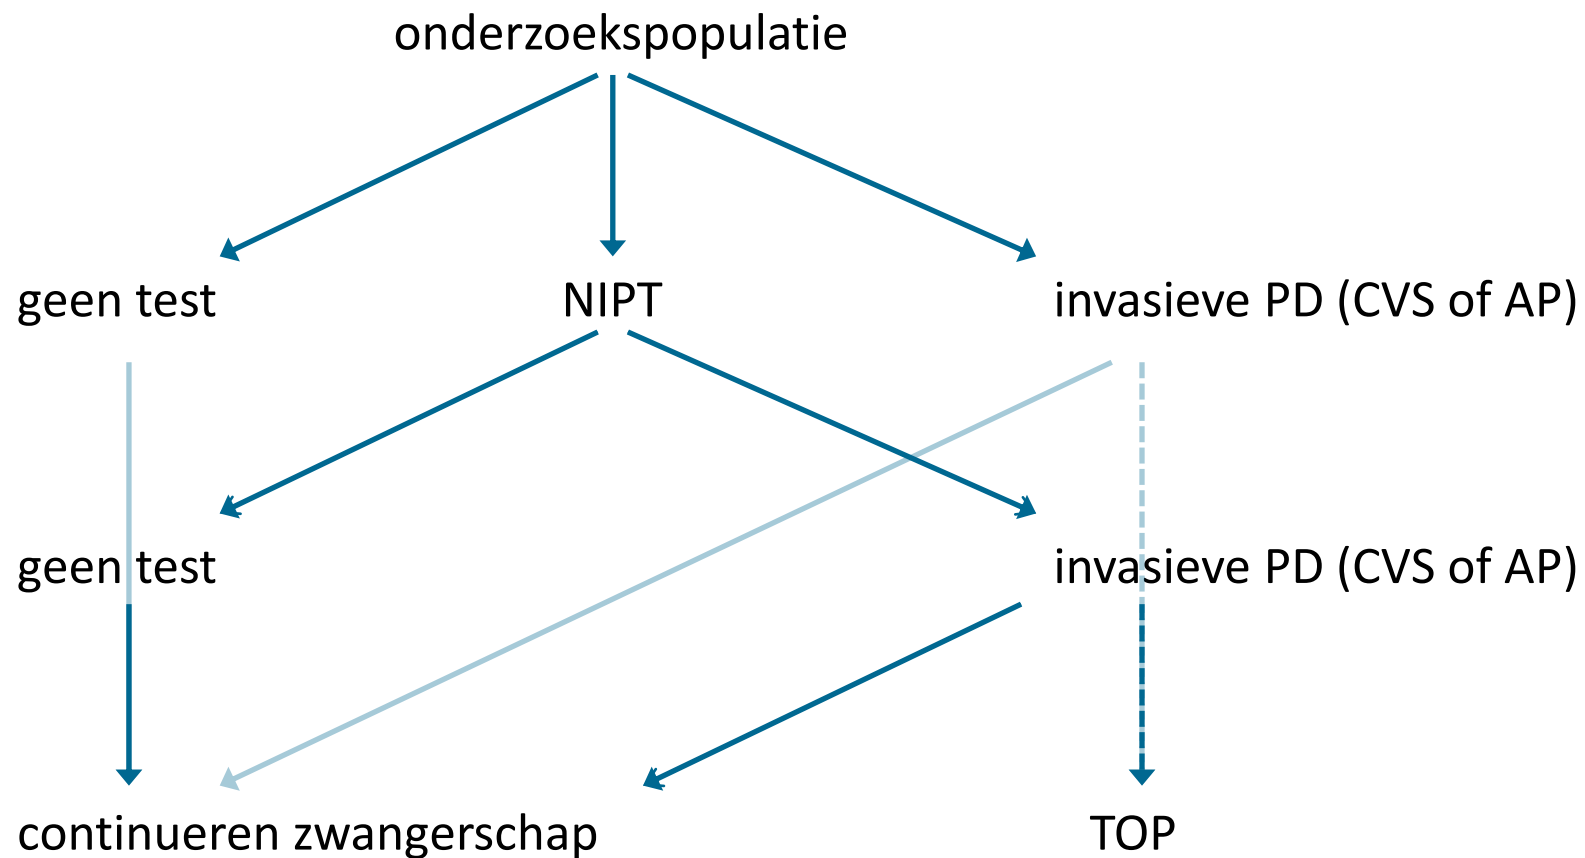 onderzoekspopulatie
geen test
NIPT
invasieve PD (CVS of AP)
geen test
invasieve PD (CVS of AP)
continueren zwangerschap
TOP